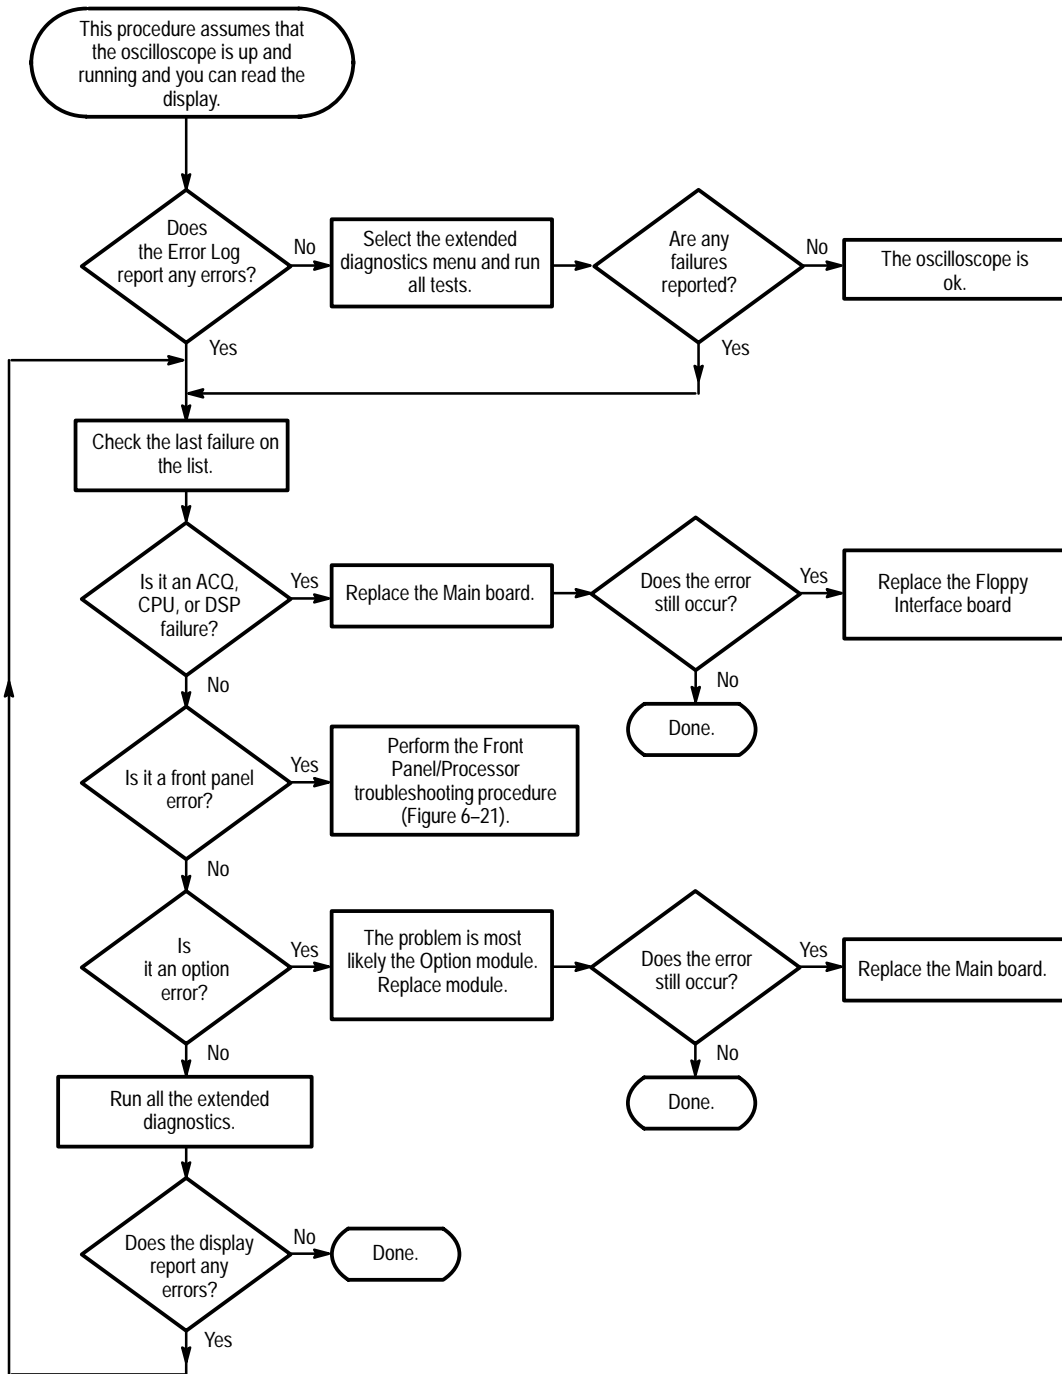 This procedure assumes that
the oscilloscope is up and
running and you can read the
display.
Does
the Error Log
report any errors?
No
Select the extended
diagnostics menu and run
all tests.
Are any
failures
reported?
No
The oscilloscope is
ok.
Yes
Yes
Check the last failure on
the list.
Is it an ACQ,
CPU, or DSP
failure?
Yes
Replace the Main board.
Does the error
still occur?
Yes
Replace the Floppy
Interface board
No
No
Done.
Is it a front panel
error?
Yes
Perform the Front
Panel/Processor
troubleshooting procedure
(Figure 6–21).
No
Is
it an option
error?
Yes
The problem is most
likely the Option module.
Replace module.
Does the error
still occur?
Yes
Replace the Main board.
No
No
Done.
Run all the extended
diagnostics.
Does the display
report any
errors?
No
Done.
Yes